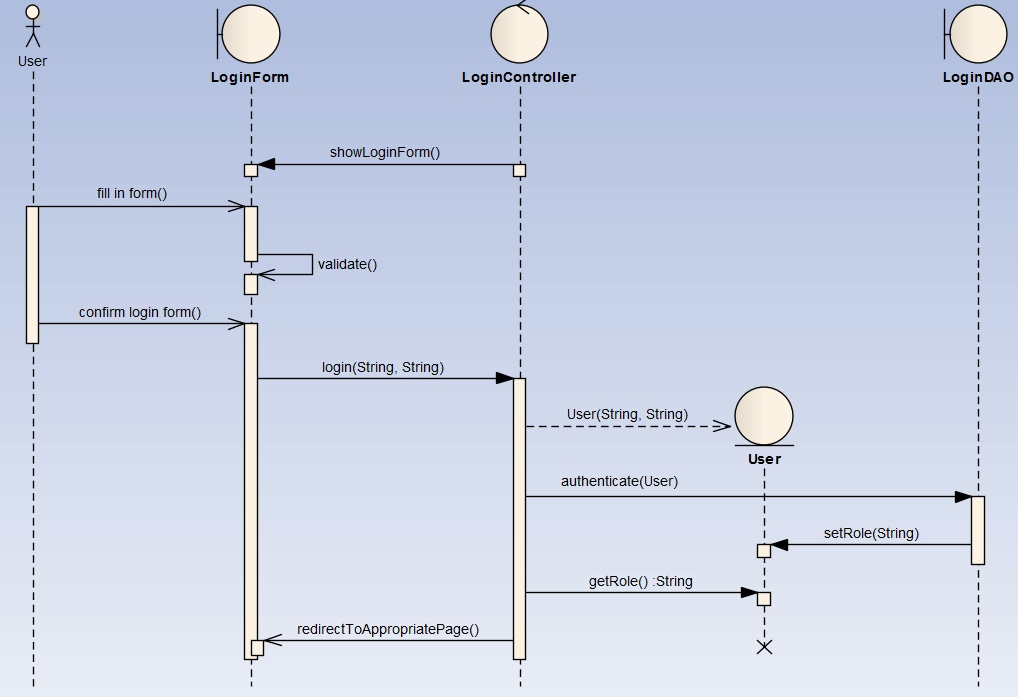 User
LoginForm
LoginController
LoginDAO
showLoginForm()
fill in form()
validate()
confirm login form()
login(String, String)
User(String, String)
User
authenticate(User)
setRole(String)
getRole() :String
redirectToAppropriatePage()